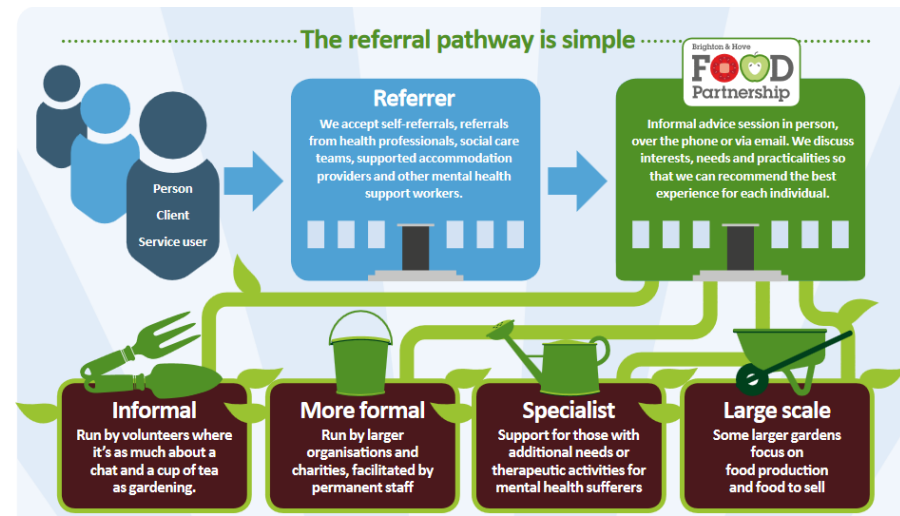 The referral pathway is simple
Brighton & Hove
FOOD
Partnership
Person
Client
Service user
Referrer
We accept self-referrals, referrals
from health professionals, social care
teams, supported accommodation
providers and other mental health
support workers.
Informal advice session in person,
over the phone or via email. We discuss
interests, needs and practicalities so
that we can recommend the best
experience for each individual.
Informal
Run by volunteers where
it’s as much about a
chat and a cup of tea
as gardening.
More formal
Run by larger
organisations and
charities, facilitated by
permanent staff
Specialist
Support for those with
additional needs or
therapeutic activities for
mental health sufferers
Large scale
Some larger gardens
focus on
food production
and food to sell